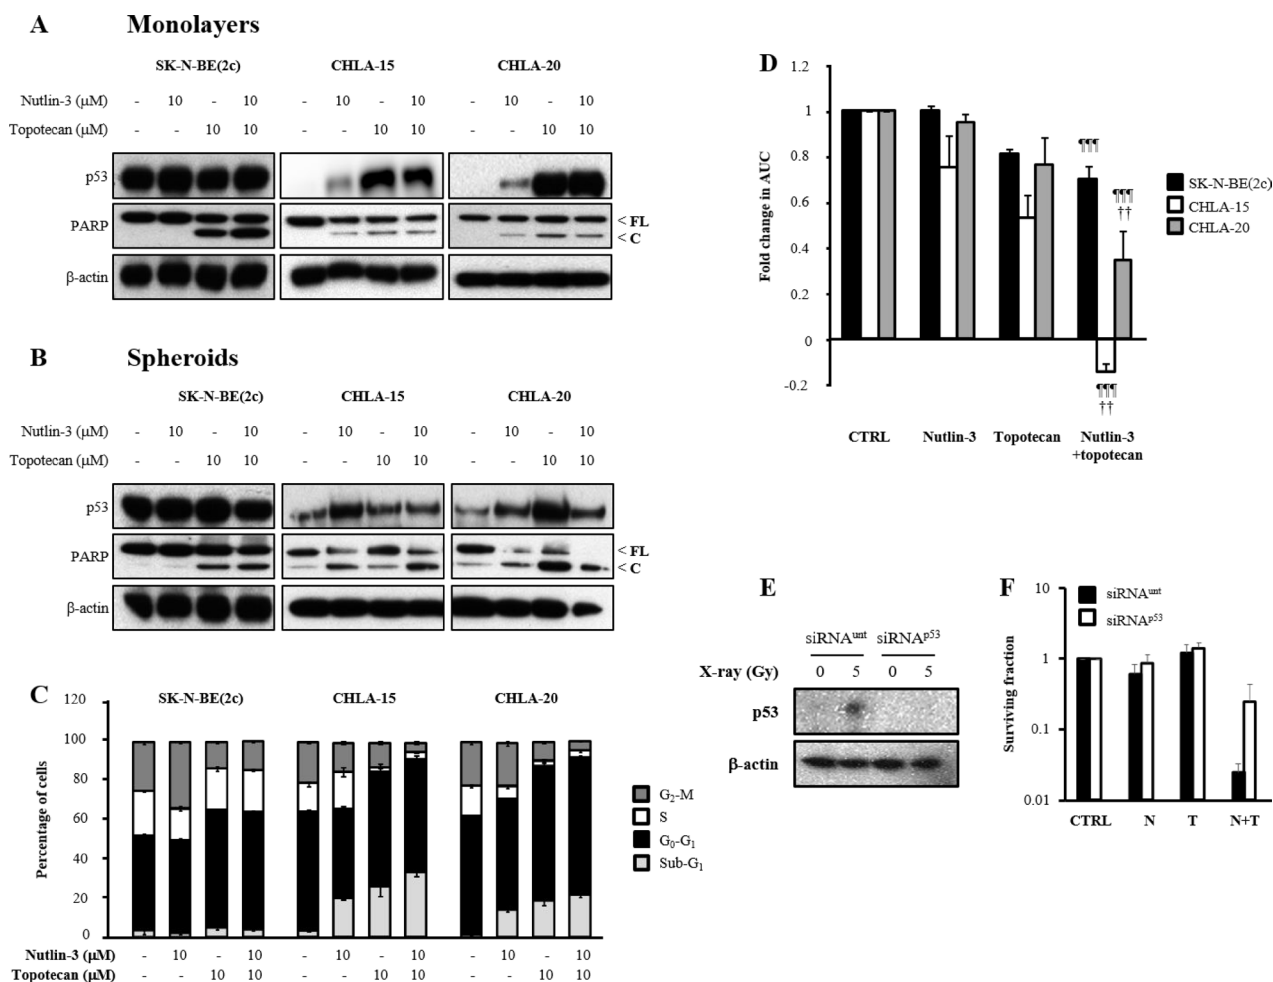 A Monolayers
SK-N-BE(2c) CHLA-15 CHLA-20
Nutlin-3 (μM) - 10 - 10 - 10 - 10 - 10 - 10
Topotecan (μM) - - 10 10 - - 10 10 - - 10 10
p53
PARP < FL
< C
β-actin
B Spheroids
SK-N-BE(2c) CHLA-15 CHLA-20
Nutlin-3 (μM) - 10 - 10 - 10 - 10 - 10 - 10
Topotecan (μM) - - 10 10 - - 10 10 - - 10 10
p53
PARP < FL
< C
β-actin
C
SK-N-BE(2c) CHLA-15 CHLA-20
Percentage of cells
120
100
80
60
40
20
0
G₂-M
S
G₀-G₁
Sub-G₁
Nutlin-3 (μM) - 10 - 10 - 10 - 10 - 10 - 10
Topotecan (μM) - - 10 10 - - 10 10 - - 10 10
D
Fold change in AUC
1.2
1
0.8
0.6
0.4
0.2
0
-0.2
¶¶¶
¶¶¶
††
¶¶¶
††
CTRL Nutlin-3 Topotecan Nutlin-3
+topotecan
SK-N-BE(2c)
CHLA-15
CHLA-20
E
siRNAᵘⁿᵗ siRNAᵖ⁵³
X-ray (Gy) 0 5 0 5
p53
β-actin
F
siRNAᵘⁿᵗ
siRNAᵖ⁵³
Surviving fraction
10
1
0.1
0.01
CTRL N T N+T